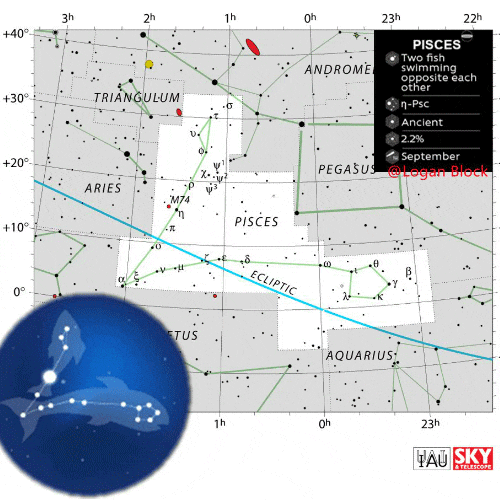 3h 2h 1h 0h 23h 22h
+40°
PISCES
Two fish
swimming
opposite each
other
η-Psc
Ancient
2.2%
September
@Logan Block
ANDROME
+30°
TRIANGULUM
σ
τ
υ
ο
+20°
χ ψ¹
ψ²
ψ³
ρ
PEGASUS
ARIES
M74
η
π
PISCES
+10°
ο
ζ ε δ
ω
ι θ
β
α ξ ν μ
γ
λ κ
ECLIPTIC
0°
ETUS
AQUARIUS
1h 0h 23h
IAU
SKY
& TELESCOPE